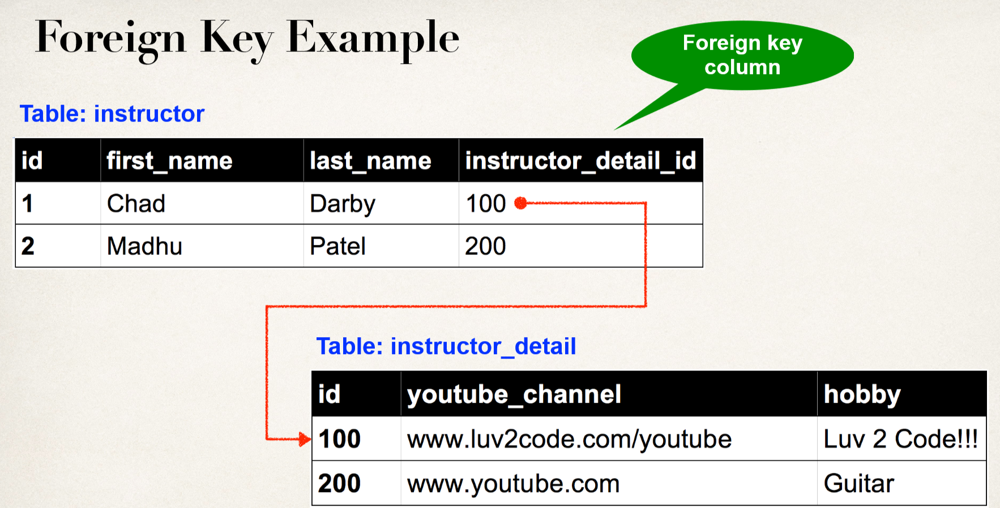 Foreign Key Example
Foreign key
column
Table: instructor
id first_name last_name instructor_detail_id
1 Chad Darby 100
2 Madhu Patel 200
Table: instructor_detail
id youtube_channel hobby
100 www.luv2code.com/youtube Luv 2 Code!!!
200 www.youtube.com Guitar